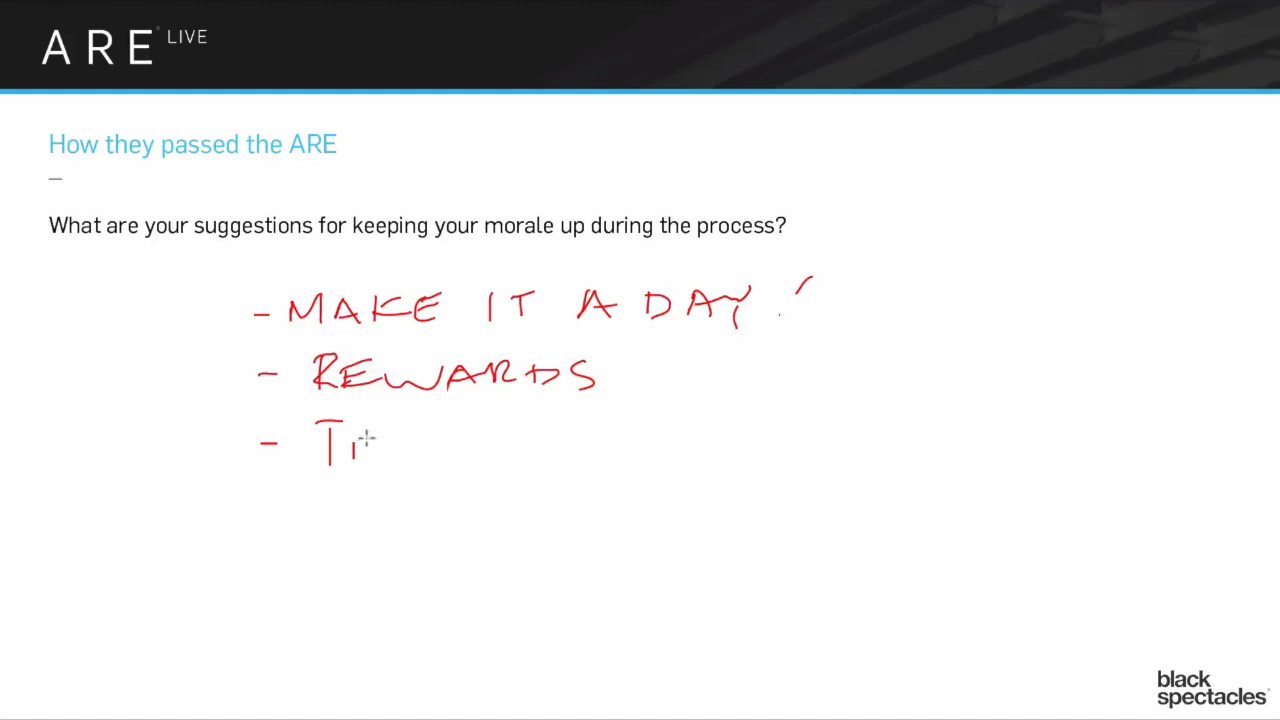 ARE® LIVE
How they passed the ARE
What are your suggestions for keeping your morale up during the process?
- MAKE IT A DAY !
- REWARDS
- TI
black
spectacles®